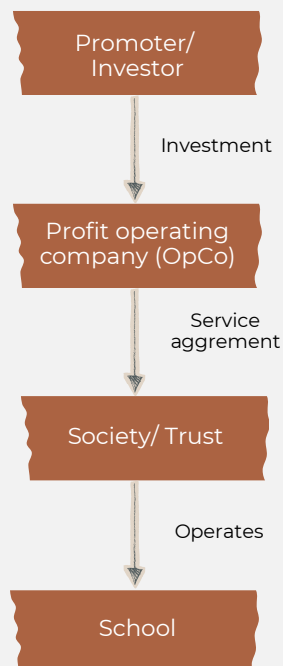 Promoter/
Investor
Investment
Profit operating
company (OpCo)
Service
aggrement
Society/ Trust
Operates
School